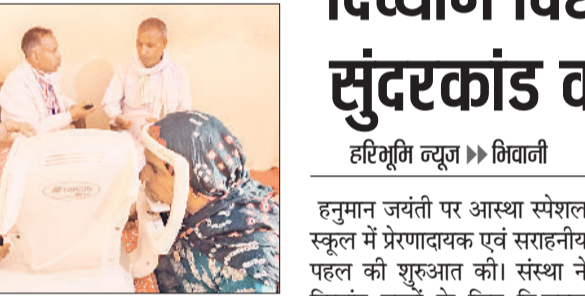 सुंदरकांड
हरिभूमि न्यूज भिवानी
हनुमान जयंती पर आस्था स्पेशल
स्कूल में प्रेरणादायक एवं सराहनीय
पहल की शुरुआत की। संस्था ने